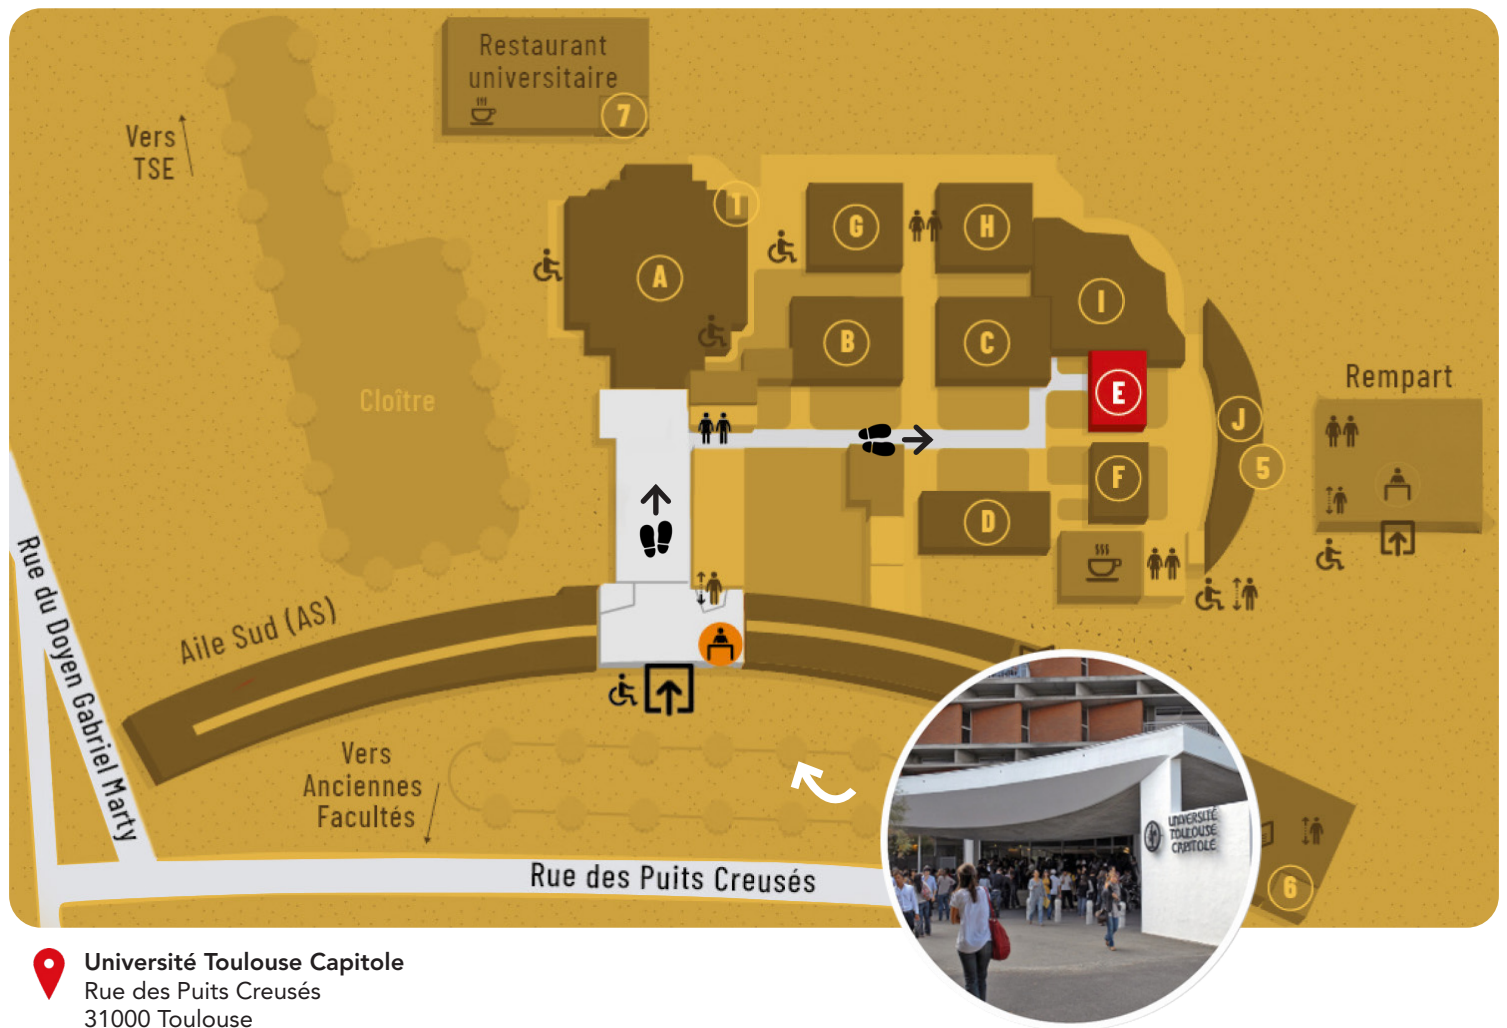 Restaurant
universitaire
7
Vers
TSE
T
G
H
A
I
B
C
Rempart
E
Cloître
J
5
F
D
Rue du Doyen Gabriel Marty
Aile Sud (AS)
Vers
Anciennes
Facultés
UNIVERSITÉ
TOULOUSE
CAPITOLE
6
Rue des Puits Creusés
Université Toulouse Capitole
Rue des Puits Creusés
31000 Toulouse